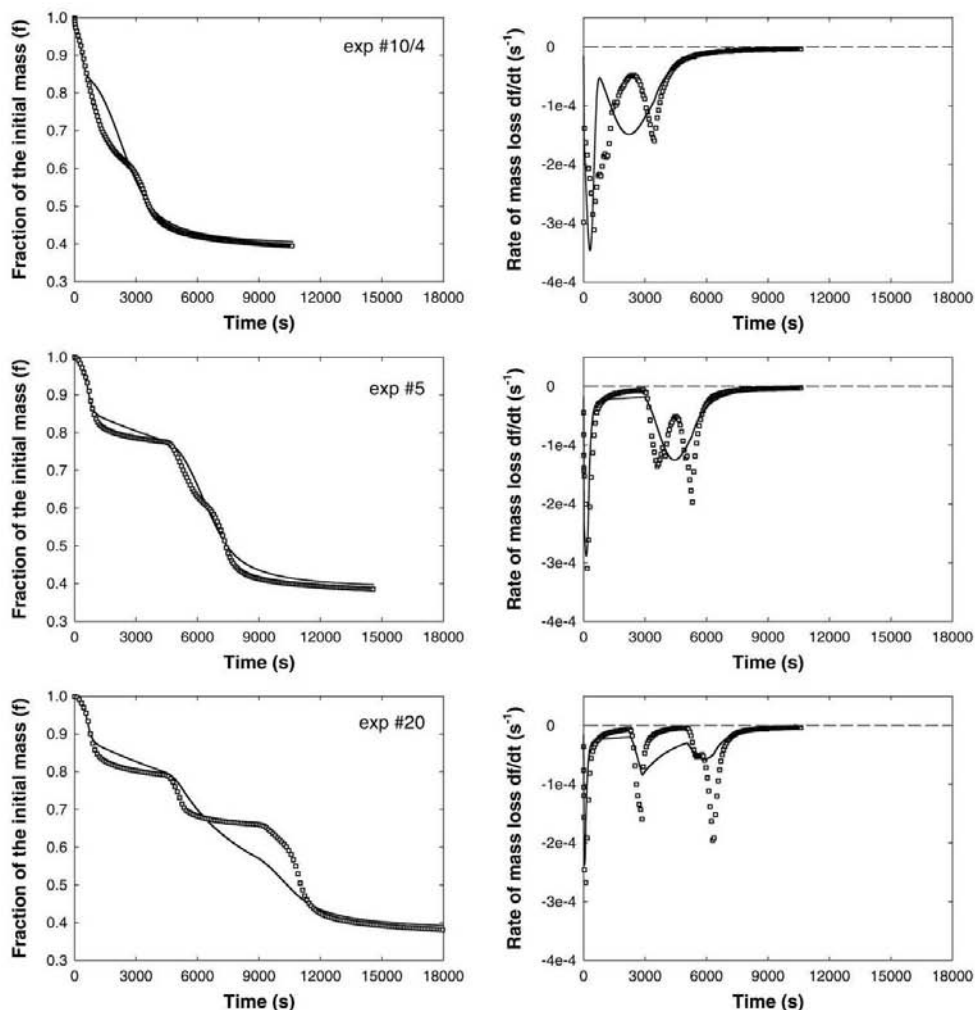 Fraction of the initial mass (f)
1.0
0.9
0.8
0.7
0.6
0.5
0.4
0.3
exp #10/4
0 3000 6000 9000 12000 15000 18000
Time (s)
Rate of mass loss df/dt (s⁻¹)
0
-1e-4
-2e-4
-3e-4
-4e-4
0 3000 6000 9000 12000 15000 18000
Time (s)
Fraction of the initial mass (f)
1.0
0.9
0.8
0.7
0.6
0.5
0.4
0.3
exp #5
0 3000 6000 9000 12000 15000 18000
Time (s)
Rate of mass loss df/dt (s⁻¹)
0
-1e-4
-2e-4
-3e-4
-4e-4
0 3000 6000 9000 12000 15000 18000
Time (s)
Fraction of the initial mass (f)
1.0
0.9
0.8
0.7
0.6
0.5
0.4
0.3
exp #20
0 3000 6000 9000 12000 15000 18000
Time (s)
Rate of mass loss df/dt (s⁻¹)
0
-1e-4
-2e-4
-3e-4
-4e-4
0 3000 6000 9000 12000 15000 18000
Time (s)